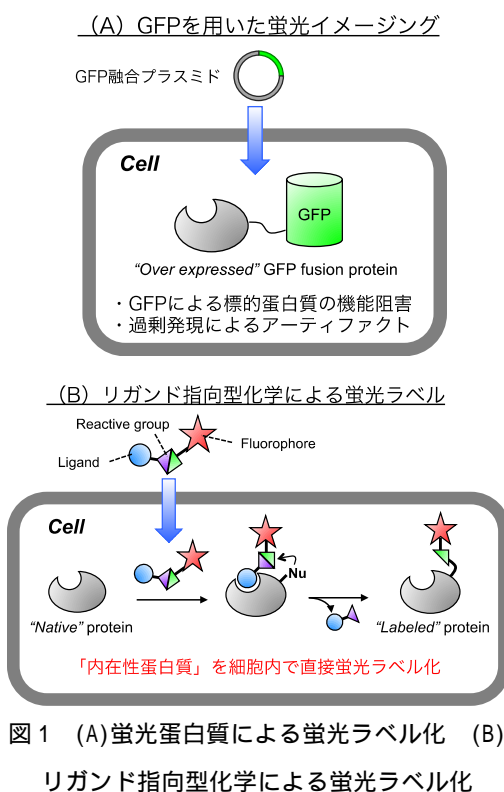 （A）GFPを用いた蛍光イメージング
GFP融合プラスミド
Cell
GFP
“Over expressed” GFP fusion protein
・GFPによる標的蛋白質の機能阻害
・過剰発現によるアーティファクト
（B）リガンド指向型化学による蛍光ラベル
Reactive group
Fluorophore
Ligand
Cell
Nu
“Native” protein
“Labeled” protein
「内在性蛋白質」を細胞内で直接蛍光ラベル化
図1 (A)蛍光蛋白質による蛍光ラベル化 (B)
リガンド指向型化学による蛍光ラベル化